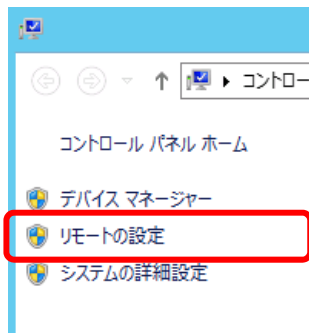 コントロー
コントロール パネル ホーム
デバイス マネージャー
リモートの設定
システムの詳細設定